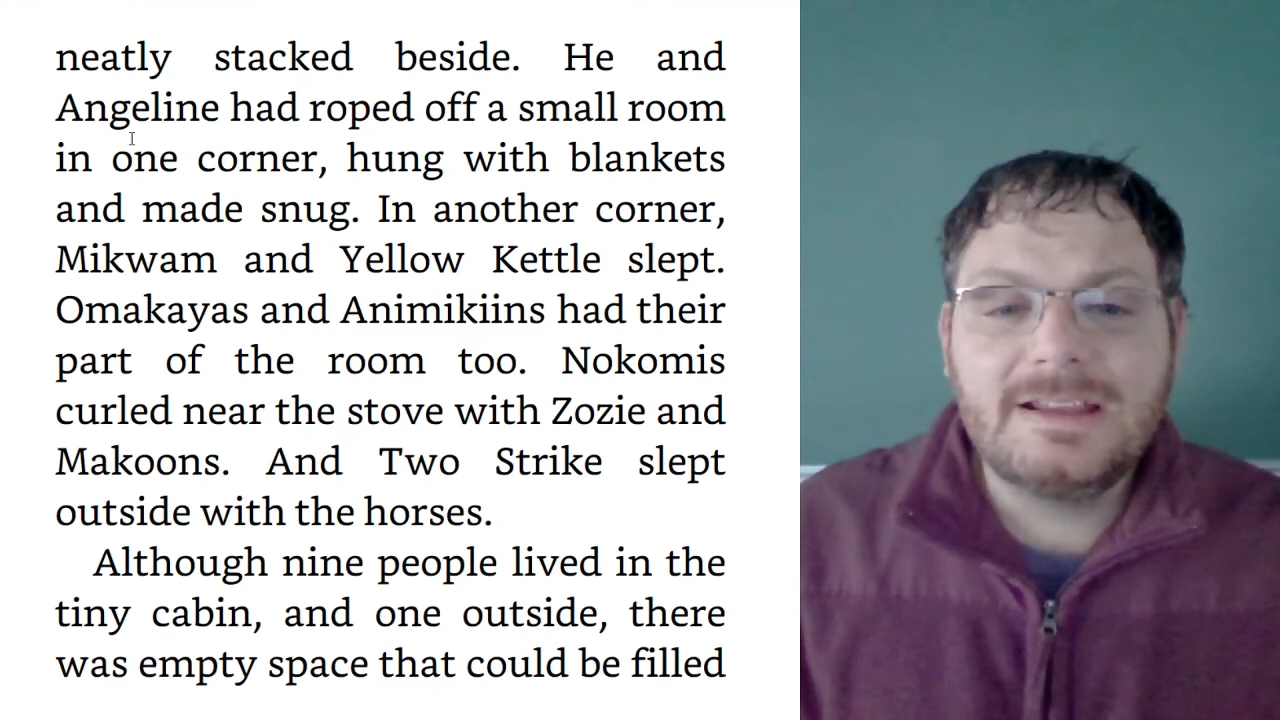 neatly stacked beside. He and
Angeline had roped off a small room
in one corner, hung with blankets
and made snug. In another corner,
Mikwam and Yellow Kettle slept.
Omakayas and Animikiins had their
part of the room too. Nokomis
curled near the stove with Zozie and
Makoons. And Two Strike slept
outside with the horses.
Although nine people lived in the
tiny cabin, and one outside, there
was empty space that could be filled